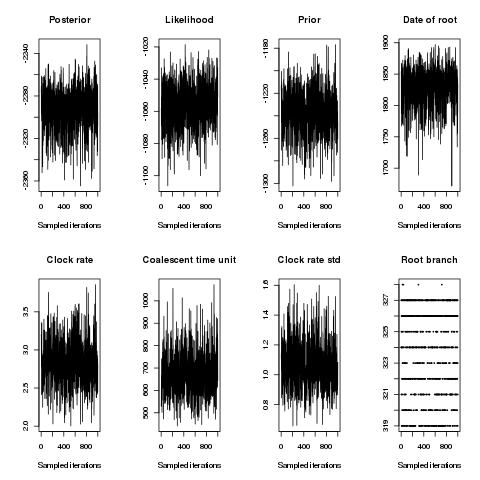 Posterior Likelihood Prior Date of root
-2240
-2280
-2320
-2360
0 400 800
Sampled iterations
-1020
-1040
-1060
-1080
-1100
0 400 800
Sampled iterations
-1180
-1220
-1260
-1300
0 400 800
Sampled iterations
1900
1850
1800
1750
1700
0 400 800
Sampled iterations
Clock rate Coalescent time unit Clock rate std Root branch
3.5
3.0
2.5
2.0
0 400 800
Sampled iterations
1000
900
800
700
600
500
0 400 800
Sampled iterations
1.6
1.4
1.2
1.0
0.8
0 400 800
Sampled iterations
327
325
323
321
319
0 400 800
Sampled iterations